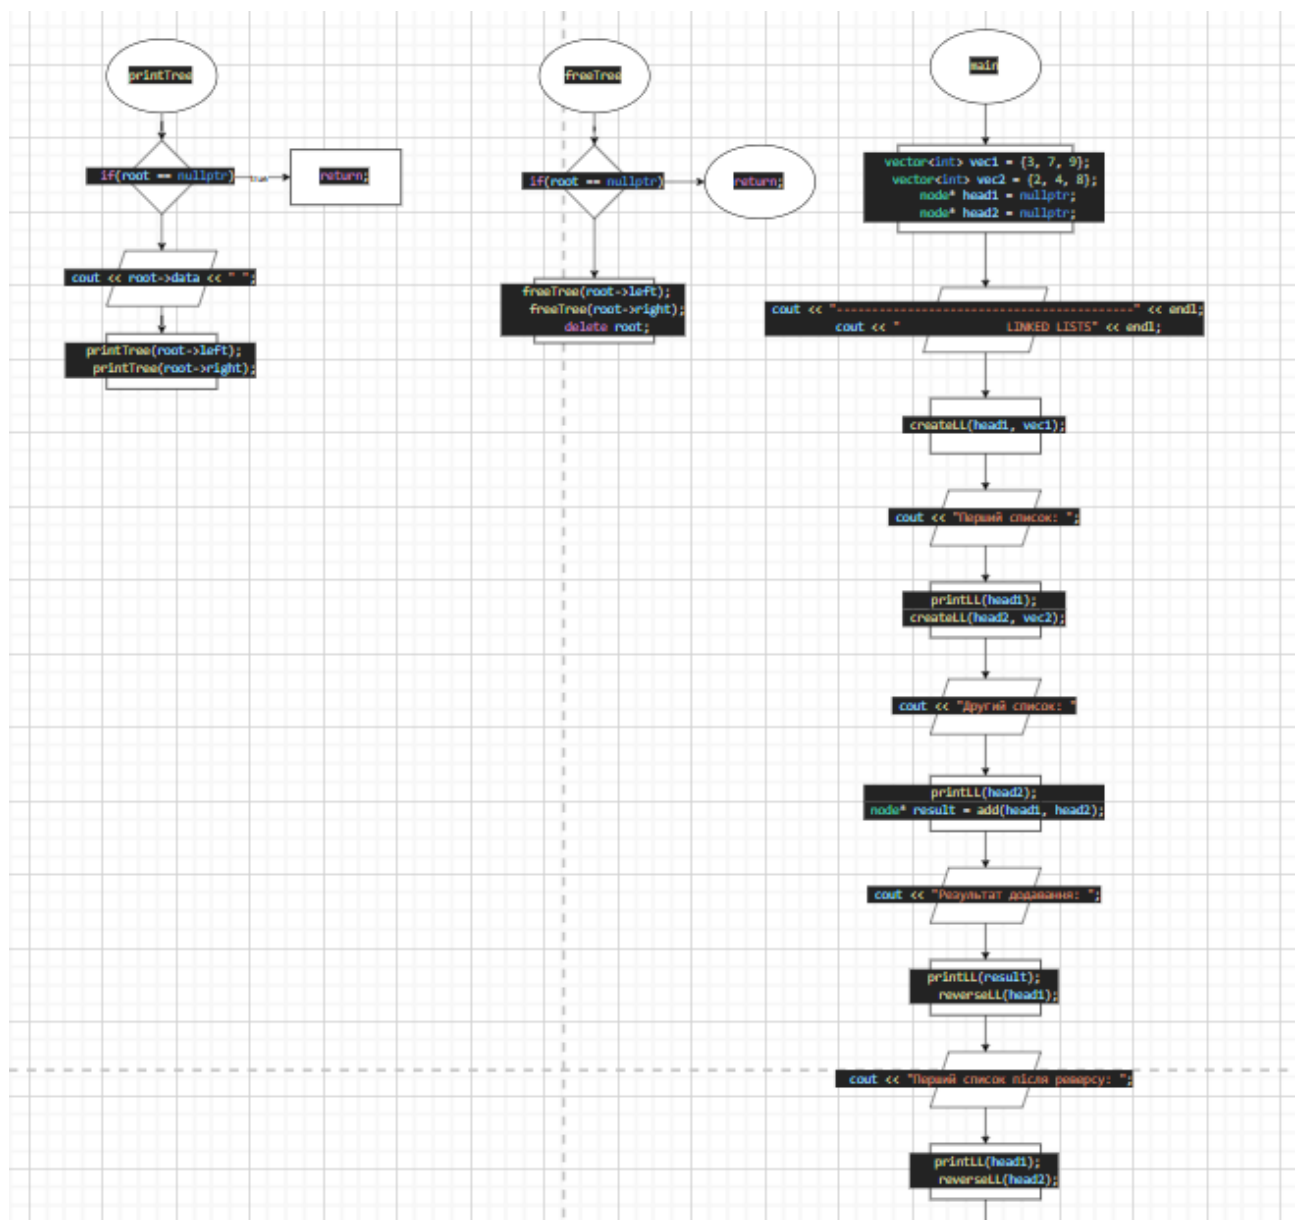 printTree
if(root == nullptr)
true
return;
cout << root->data << " ";
printTree(root->left);
printTree(root->right);
freeTree
if(root == nullptr)
return;
freeTree(root->left);
freeTree(root->right);
delete root;
main
vector<int> vec1 = {3, 7, 9};
vector<int> vec2 = {2, 4, 8};
node* head1 = nullptr;
node* head2 = nullptr;
cout << "------------------------------------------" << endl;
cout << "               LINKED LISTS" << endl;
createLL(head1, vec1);
cout << "Перший список: ";
printLL(head1);
createLL(head2, vec2);
cout << "Другий список: "
printLL(head2);
node* result = add(head1, head2);
cout << "Результат додавання: ";
printLL(result);
reverseLL(head1);
cout << "Перший список після реверсу: ";
printLL(head1);
reverseLL(head2);